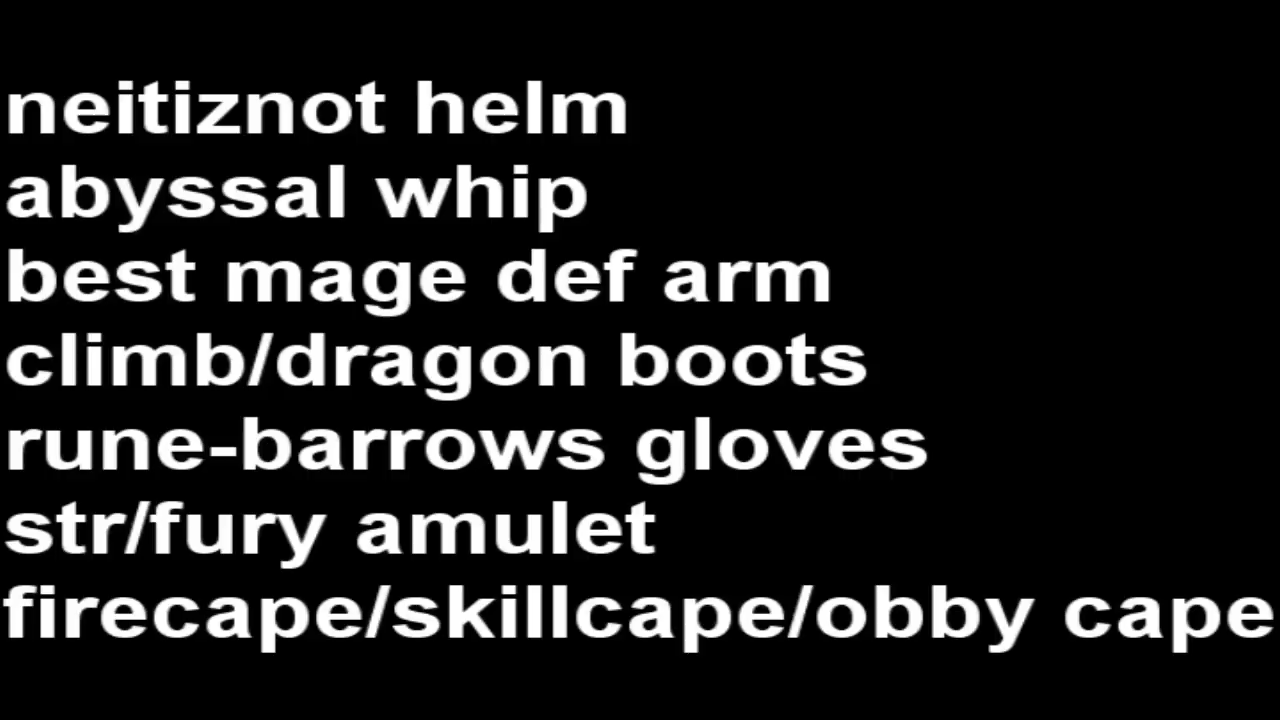 neitiznot helm
abyssal whip
best mage def arm
climb/dragon boots
rune-barrows gloves
str/fury amulet
firecape/skillcape/obby cape